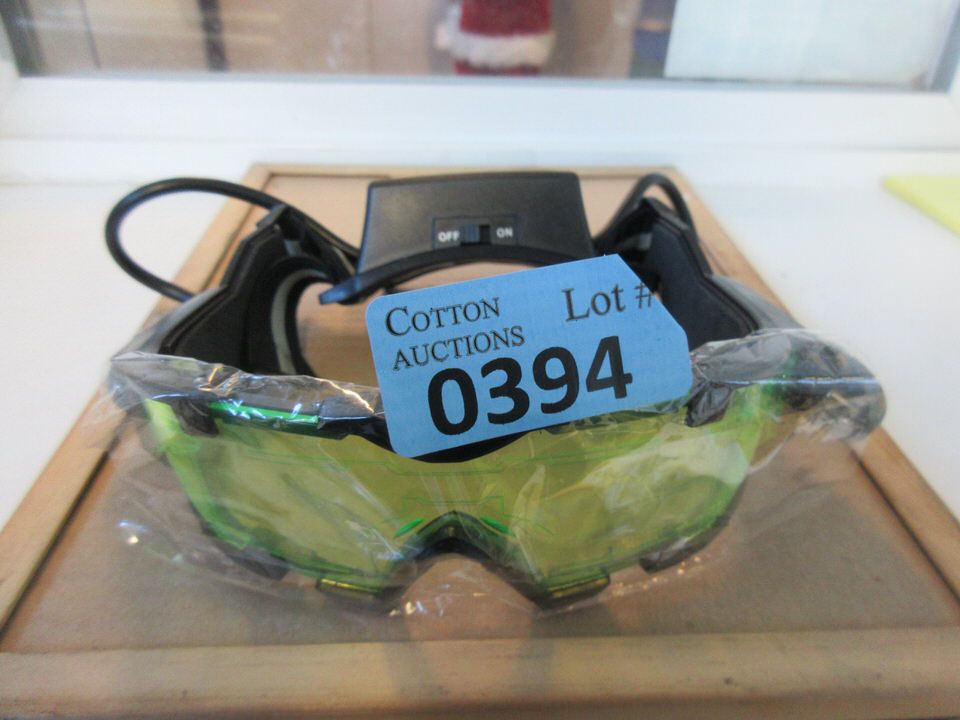 OFF ON
COTTON Lot #
AUCTIONS
0394